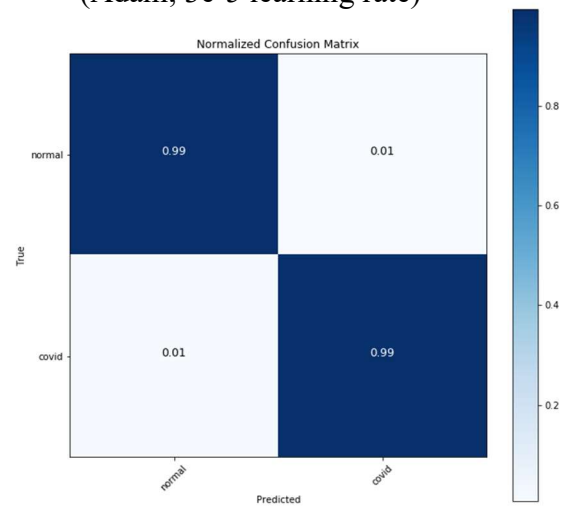 Normalized Confusion Matrix
normal
0.99
0.01
0.8
0.6
True
0.4
covid
0.01
0.99
0.2
normal
covid
Predicted